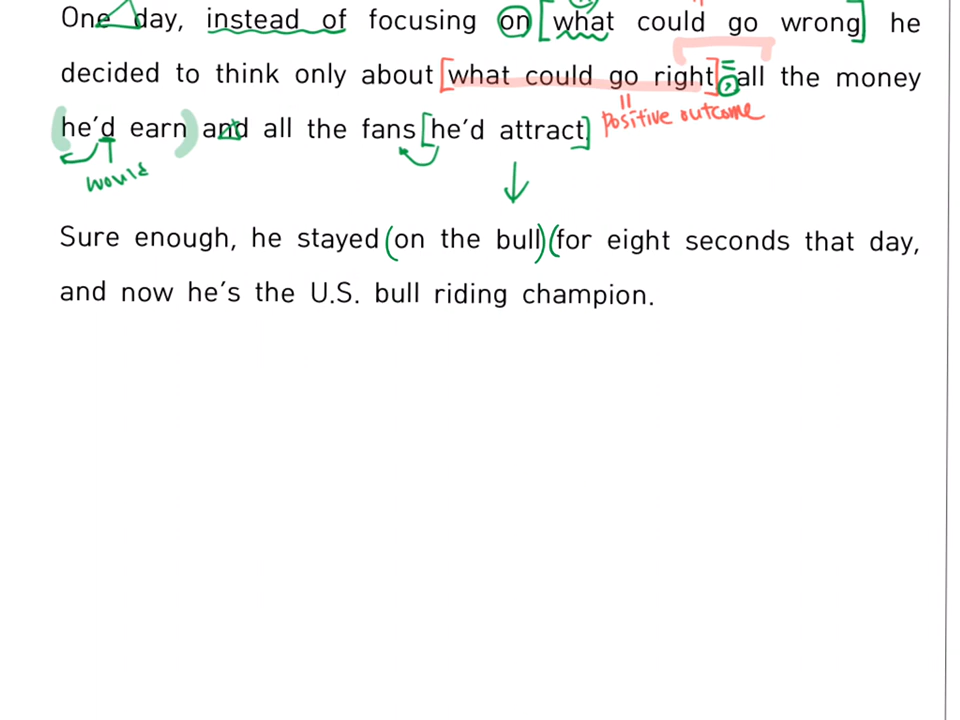 One day, instead of focusing on [what could go wrong] he
decided to think only about [what could go right], all the money
(he'd earn) and all the fans [he'd attract]
= positive outcome
would
Sure enough, he stayed (on the bull) (for eight seconds that day,
and now he's the U.S. bull riding champion.